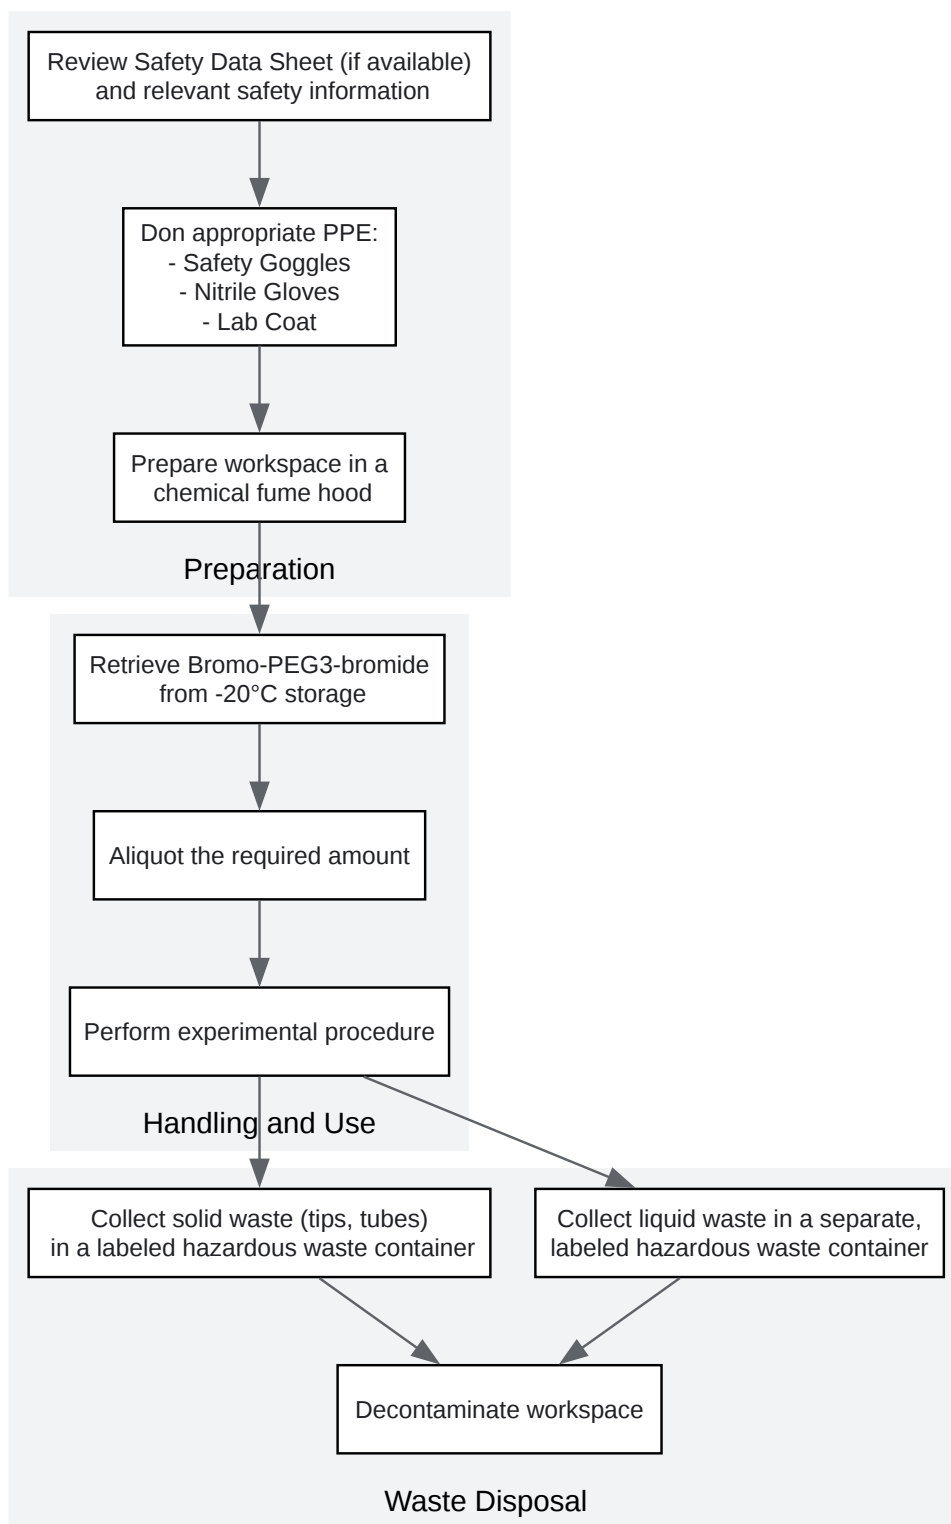 Review Safety Data Sheet (if available)
and relevant safety information
Don appropriate PPE:
- Safety Goggles
- Nitrile Gloves
- Lab Coat
Prepare workspace in a
chemical fume hood
Preparation
Retrieve Bromo-PEG3-bromide
from -20°C storage
Aliquot the required amount
Perform experimental procedure
Handling and Use
Collect solid waste (tips, tubes)
in a labeled hazardous waste container
Collect liquid waste in a separate,
labeled hazardous waste container
Decontaminate workspace
Waste Disposal